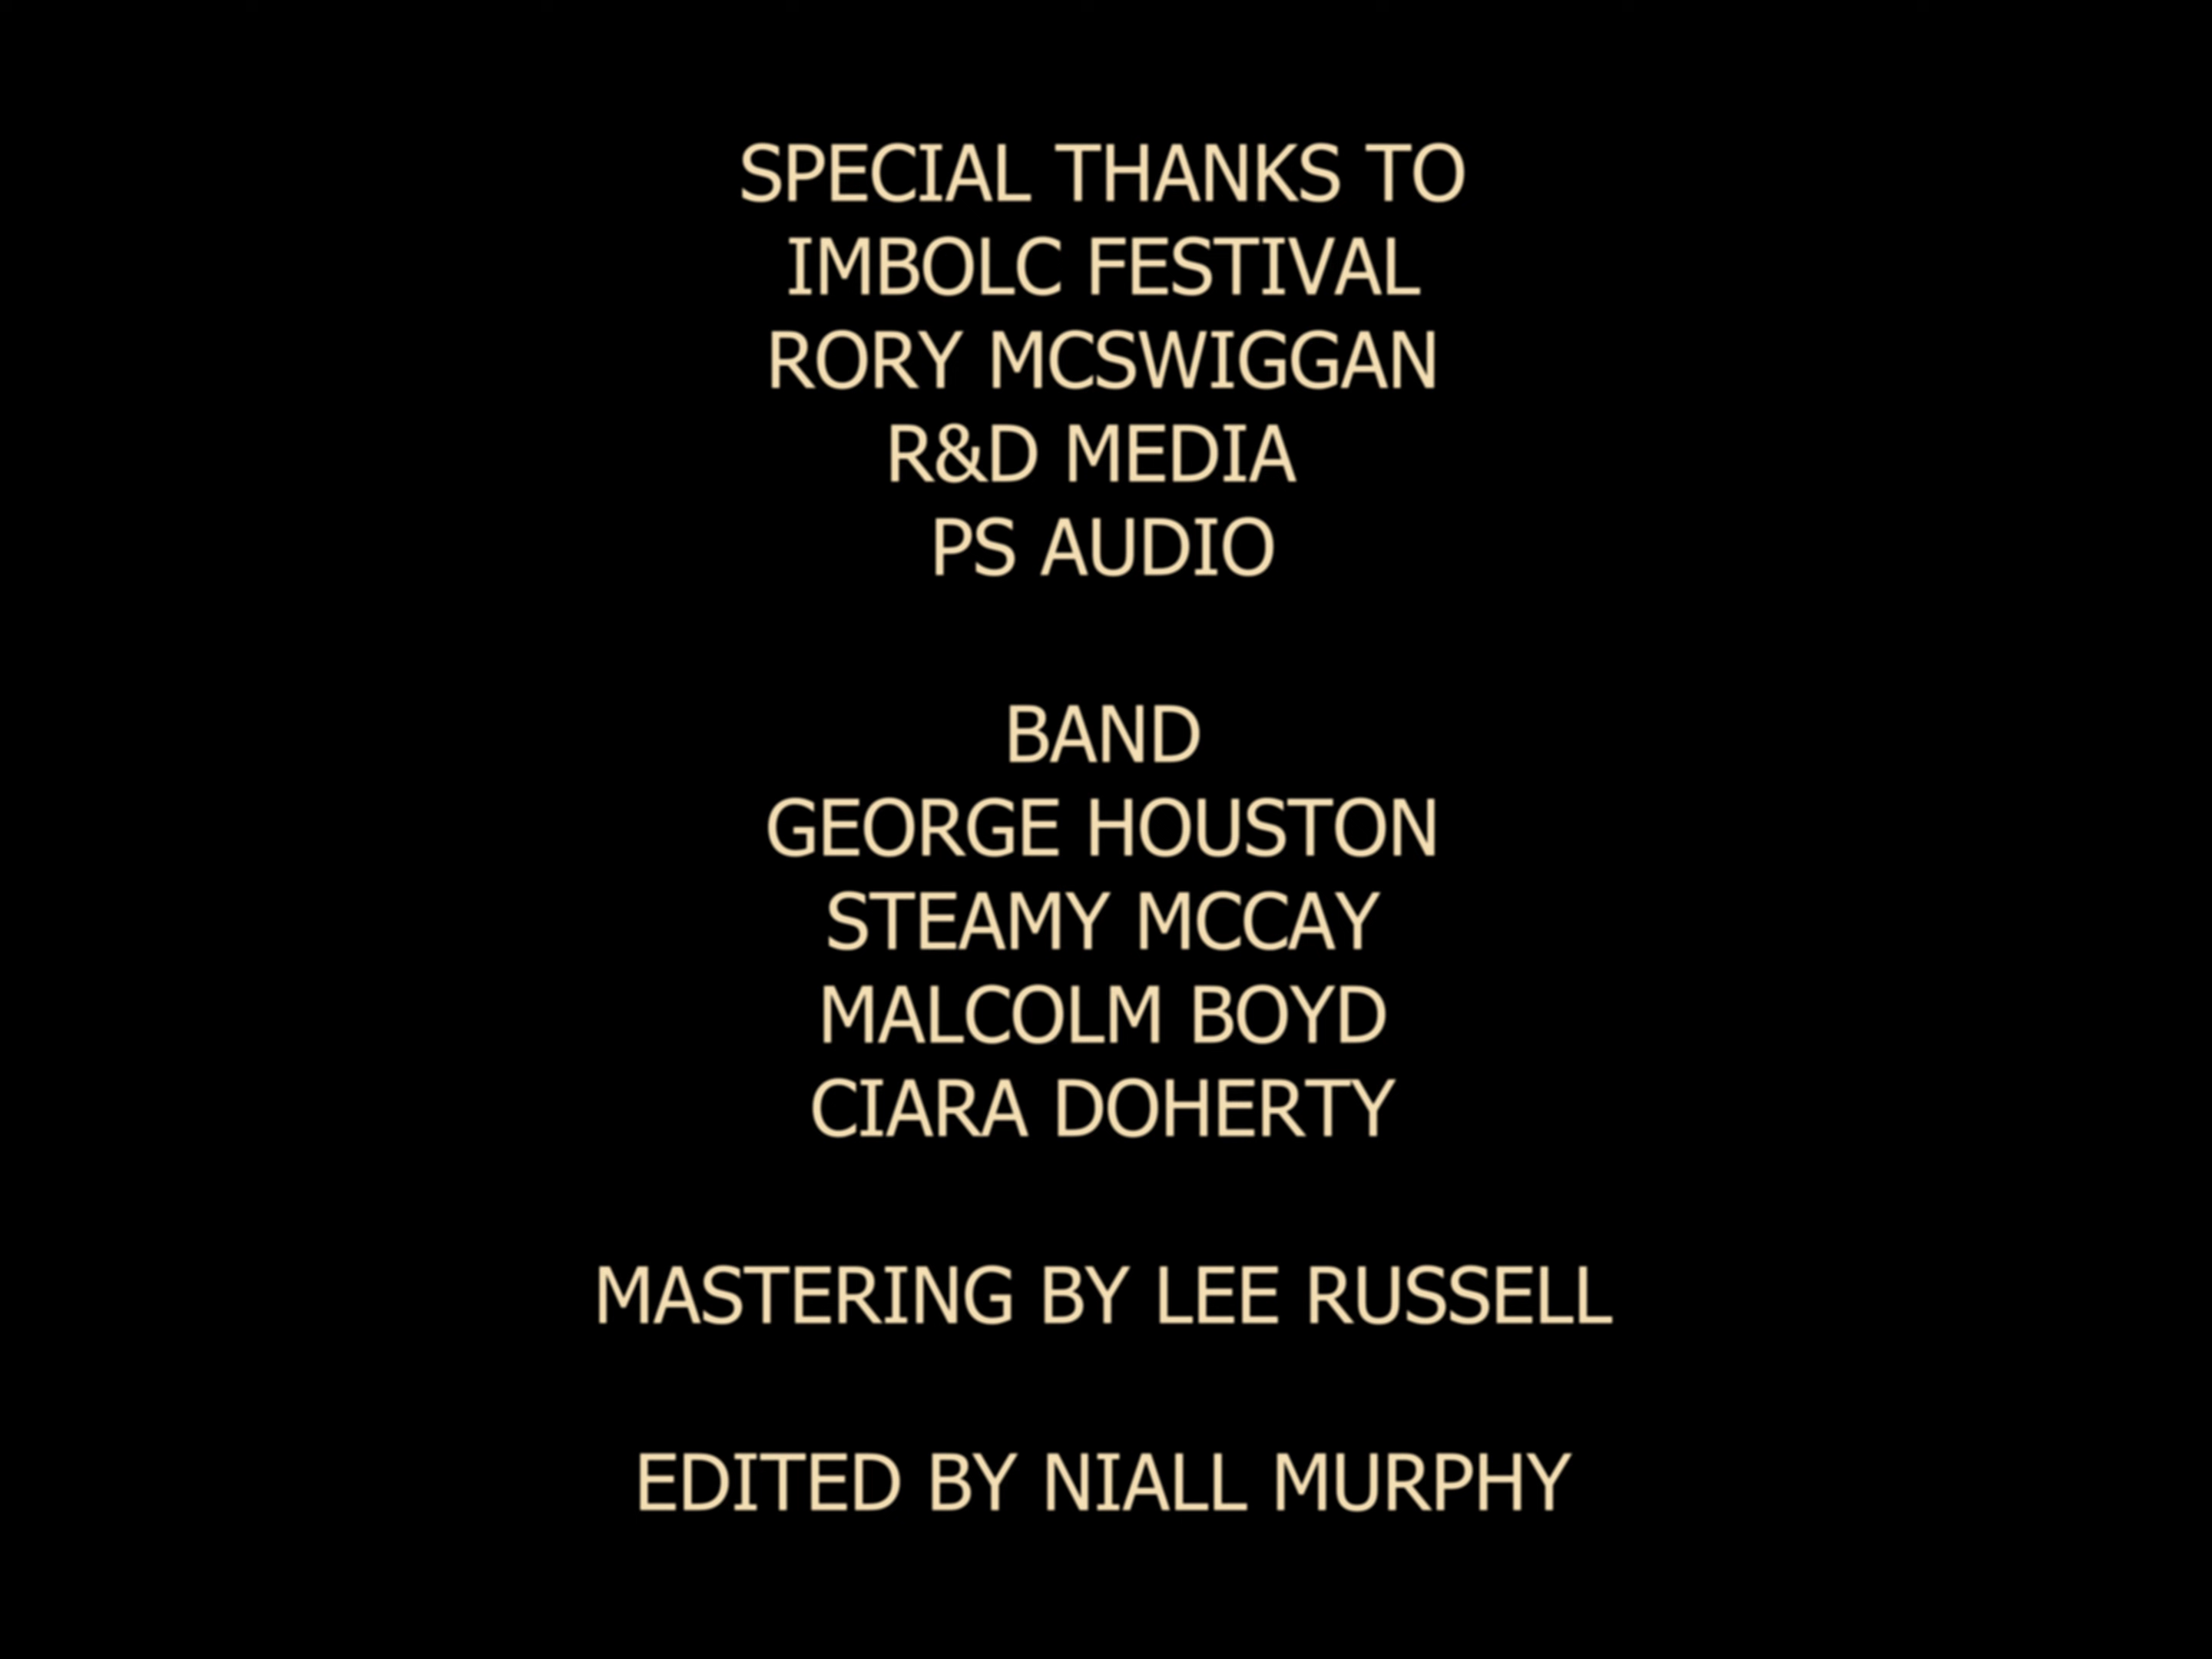 SPECIAL THANKS TO
IMBOLC FESTIVAL
RORY MCSWIGGAN
R&D MEDIA
PS AUDIO
BAND
GEORGE HOUSTON
STEAMY MCCAY
MALCOLM BOYD
CIARA DOHERTY
MASTERING BY LEE RUSSELL
EDITED BY NIALL MURPHY